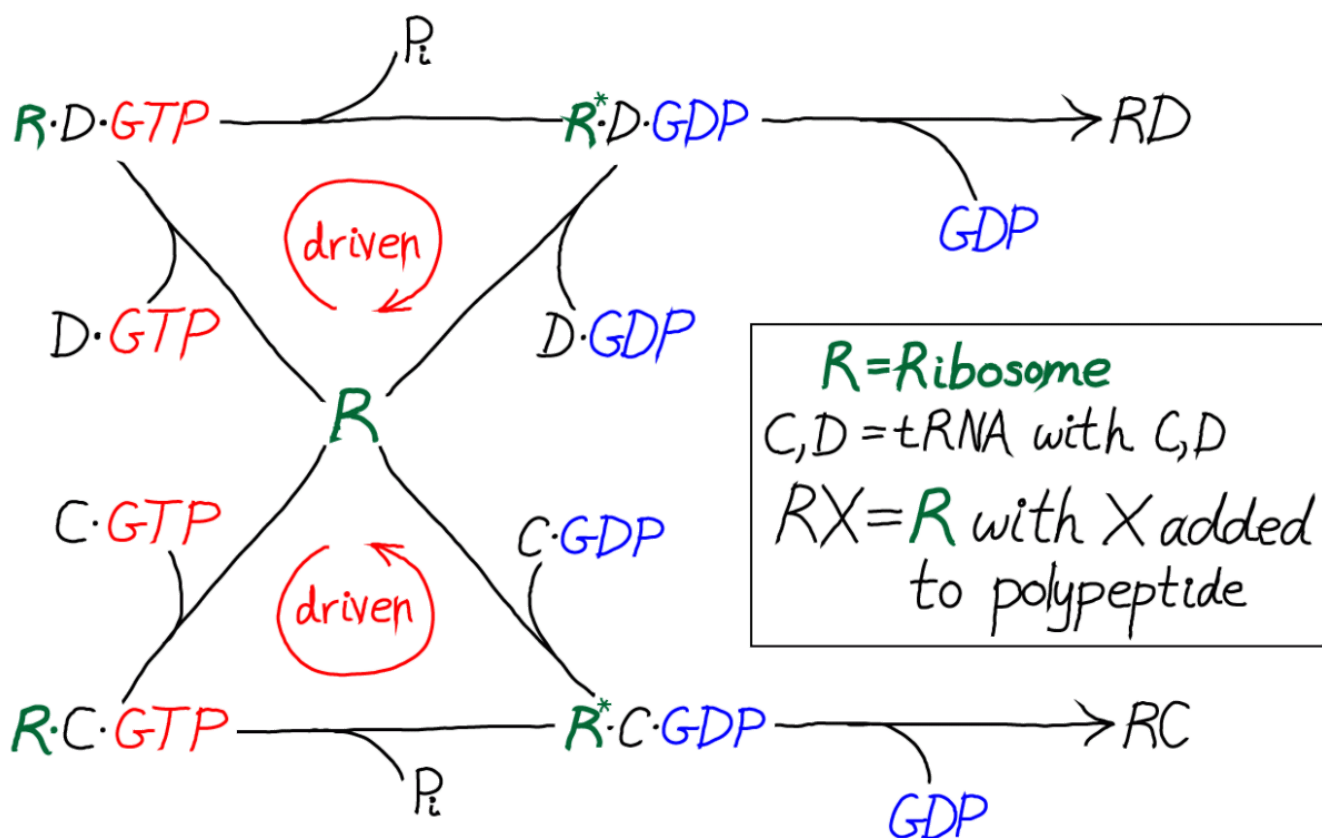 Pi
R·D·GTP
R*·D·GDP
RD
driven
GDP
D·GTP
D·GDP
R
R=Ribosome
C,D=tRNA with C,D
RX=R with X added
to polypeptide
C·GTP
C·GDP
driven
R·C·GTP
R*·C·GDP
RC
Pi
GDP